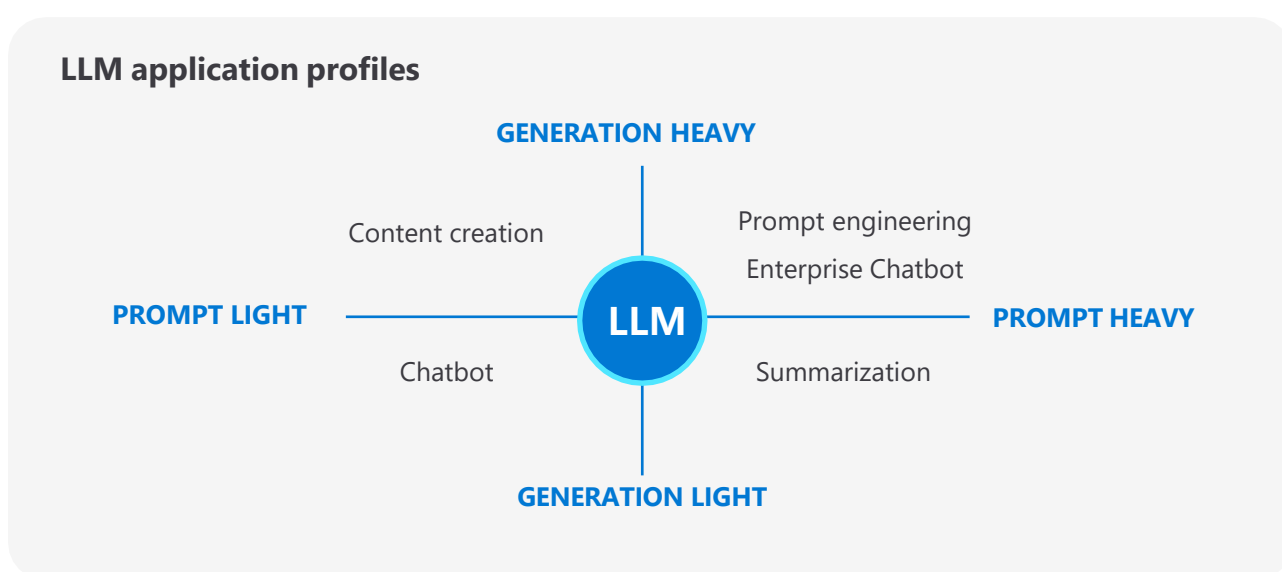 LLM application profiles
GENERATION HEAVY
Content creation
Prompt engineering
Enterprise Chatbot
PROMPT LIGHT
LLM
PROMPT HEAVY
Chatbot
Summarization
GENERATION LIGHT